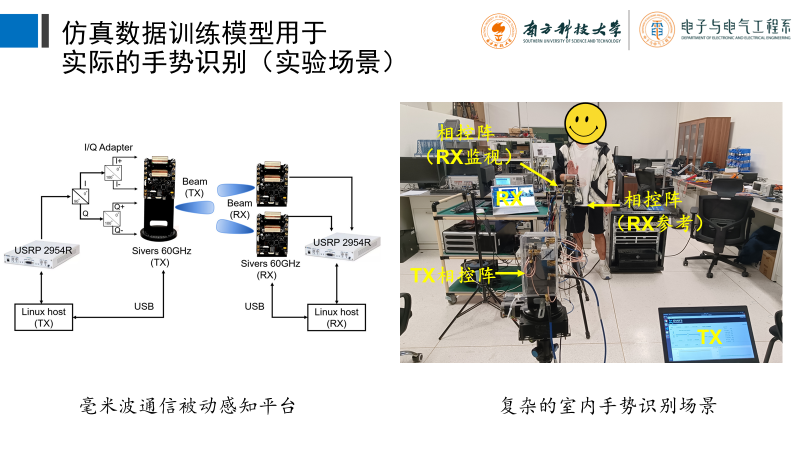 仿真数据训练模型用于
实际的手势识别（实验场景）
南方科技大学
SOUTHERN UNIVERSITY OF SCIENCE AND TECHNOLOGY
电子与电气工程系
DEPARTMENT OF ELECTRONIC AND ELECTRICAL ENGINEERING
I/Q Adapter
I+
I-
I
Q
Q+
Q-
Beam
(TX)
Beam
(RX)
USRP 2954R
USRP 2954R
Sivers 60GHz
(TX)
Sivers 60GHz
(RX)
Linux host
(TX)
USB
USB
Linux host
(RX)
相控阵
（RX监视）
RX
相控阵
（RX参考）
TX相控阵
TX
毫米波通信被动感知平台
复杂的室内手势识别场景